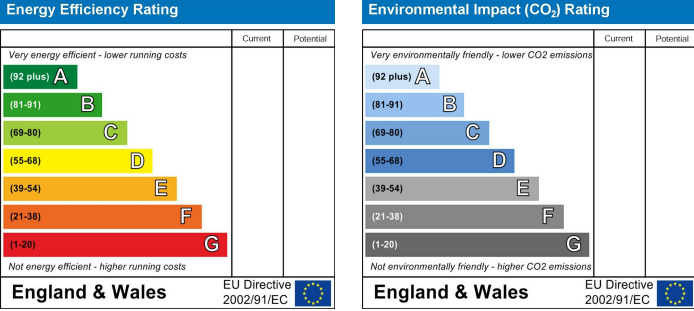 Energy Efficiency Rating
Current Potential
Very energy efficient - lower running costs
(92 plus) A
(81-91) B
(69-80) C
(55-68) D
(39-54) E
(21-38) F
(1-20) G
Not energy efficient - higher running costs
England & Wales
EU Directive
2002/91/EC
Environmental Impact (CO₂) Rating
Current Potential
Very environmentally friendly - lower CO2 emissions
(92 plus) A
(81-91) B
(69-80) C
(55-68) D
(39-54) E
(21-38) F
(1-20) G
Not environmentally friendly - higher CO2 emissions
England & Wales
EU Directive
2002/91/EC